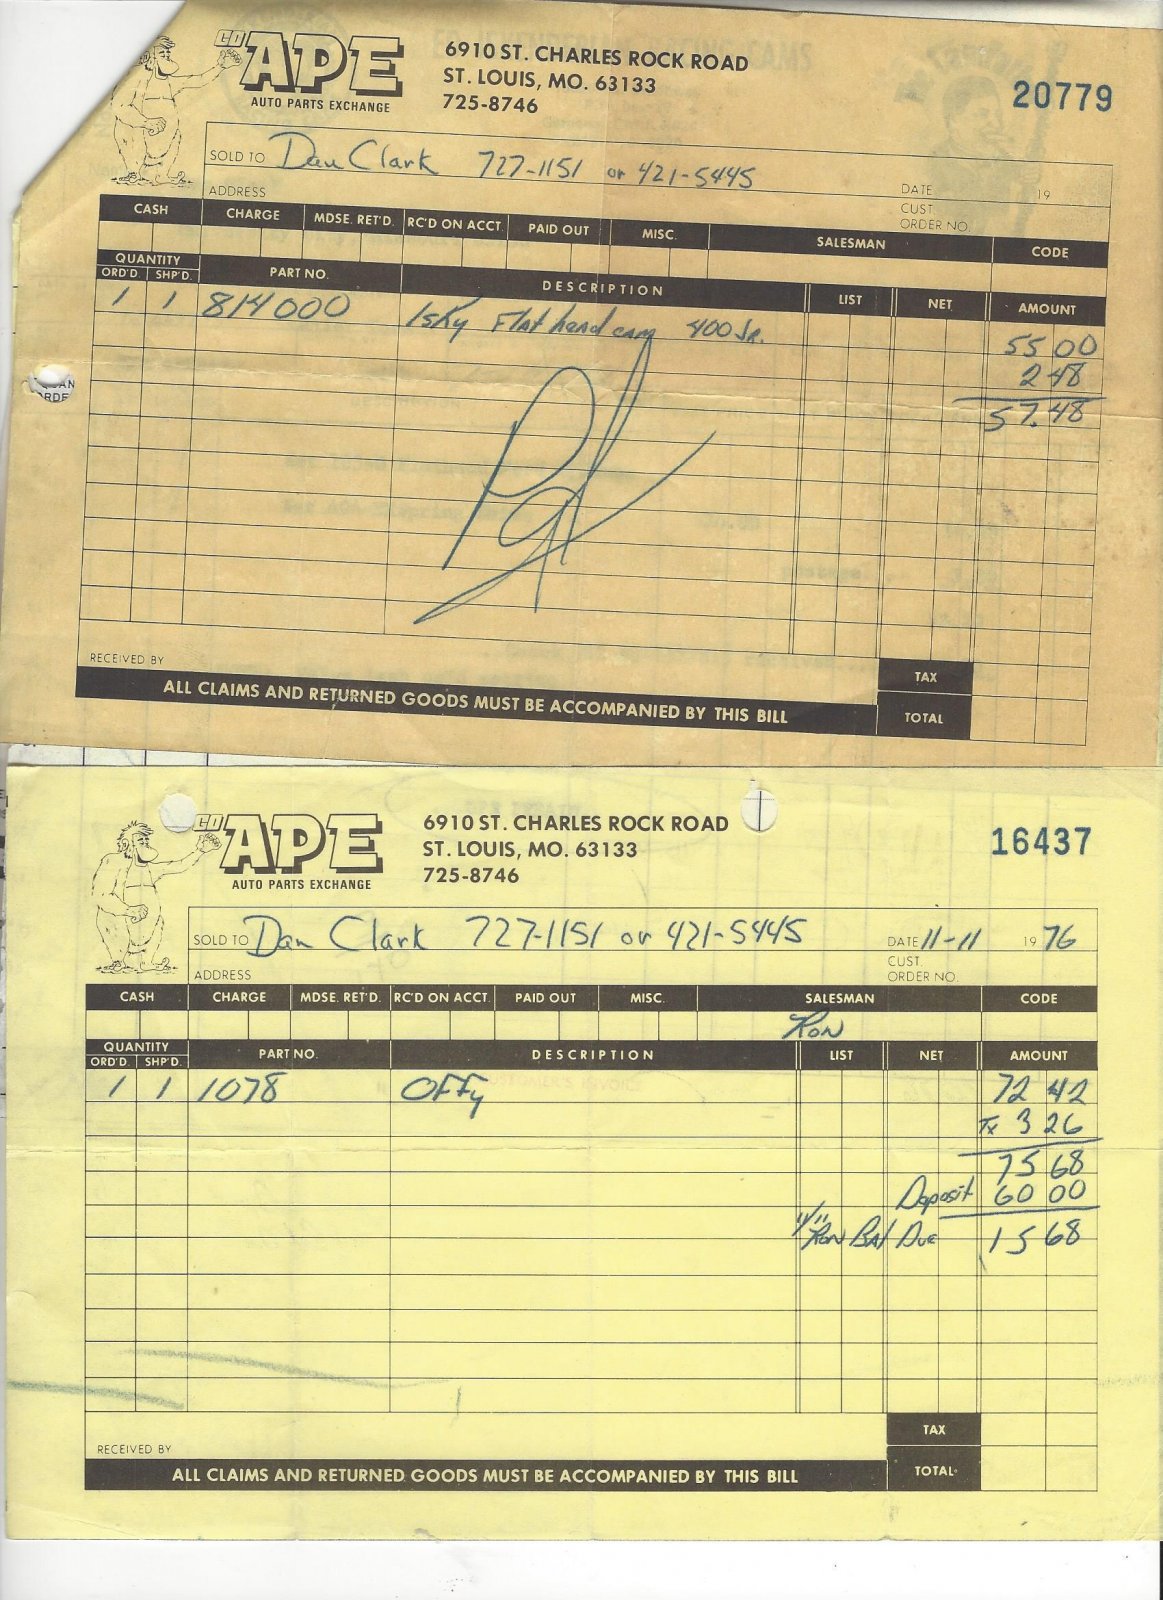 GO APE
AUTO PARTS EXCHANGE
6910 ST. CHARLES ROCK ROAD
ST. LOUIS, MO. 63133
725-8746
20779
SOLD TO Dan Clark 727-1151 or 421-5445
ADDRESS
DATE 19
CUST. ORDER NO.
CASH CHARGE MDSE. RET'D. RC'D ON ACCT. PAID OUT MISC. SALESMAN CODE
QUANTITY
ORD'D. SHP'D. PART NO. DESCRIPTION LIST NET AMOUNT
1 1 814000 Isky Flat head cam 400 Jr. 55 00
2 48
57.48
Pd
RECEIVED BY
TAX
ALL CLAIMS AND RETURNED GOODS MUST BE ACCOMPANIED BY THIS BILL
TOTAL
GO APE
AUTO PARTS EXCHANGE
6910 ST. CHARLES ROCK ROAD
ST. LOUIS, MO. 63133
725-8746
16437
SOLD TO Dan Clark 727-1151 or 421-5445
ADDRESS
DATE 11-11 1976
CUST. ORDER NO.
CASH CHARGE MDSE. RET'D. RC'D ON ACCT. PAID OUT MISC. SALESMAN CODE
Ron
QUANTITY
ORD'D. SHP'D. PART NO. DESCRIPTION LIST NET AMOUNT
1 1 1078 OFFy 72 42
Tx 3 26
75 68
Deposit 60 00
11/11 Ron Bal Due 15 68
RECEIVED BY
TAX
ALL CLAIMS AND RETURNED GOODS MUST BE ACCOMPANIED BY THIS BILL
TOTAL